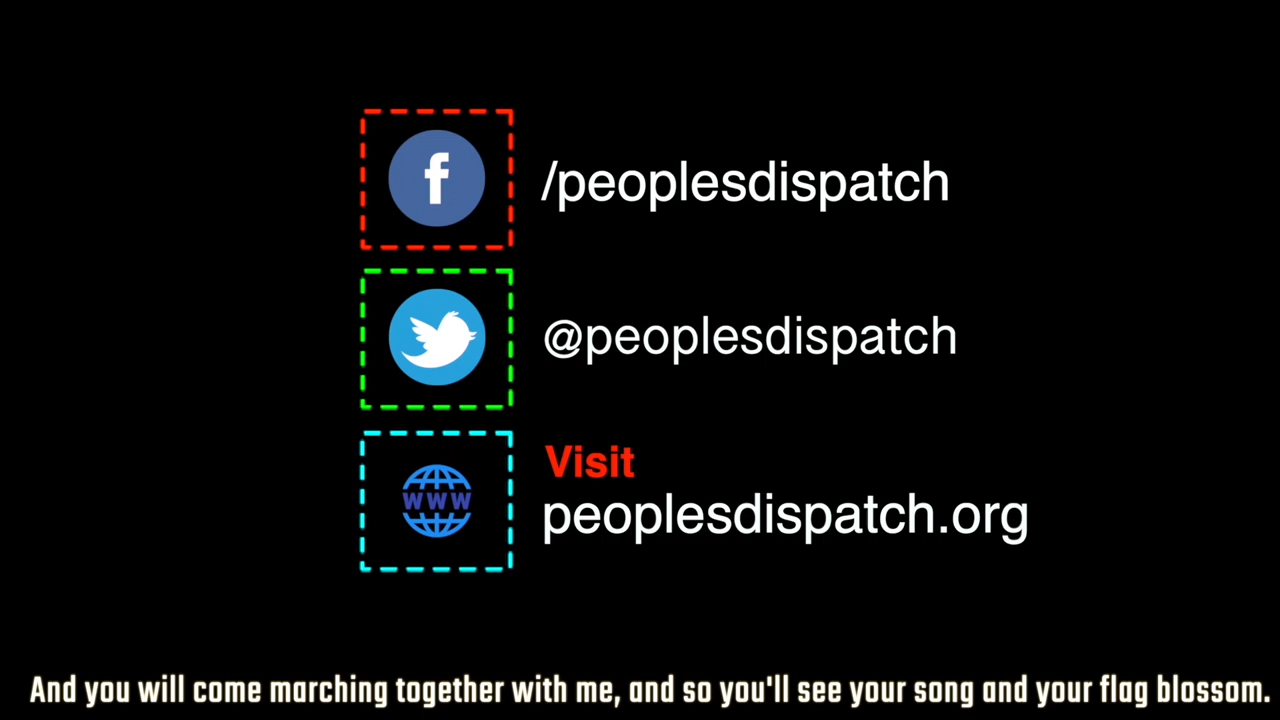 f
/peoplesdispatch
@peoplesdispatch
Visit
WWW
peoplesdispatch.org
And you will come marching together with me, and so you'll see your song and your flag blossom.